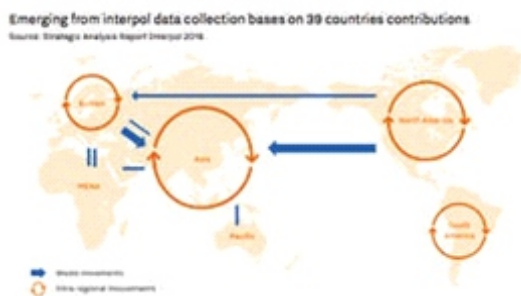 Emerging from interpol data collection bases on 39 countries contributions
Source: Strategic Analysis Report Interpol 2018
Europe
North America
Asia
MENA
Pacific
South
America
Waste movements
Intra regional movements